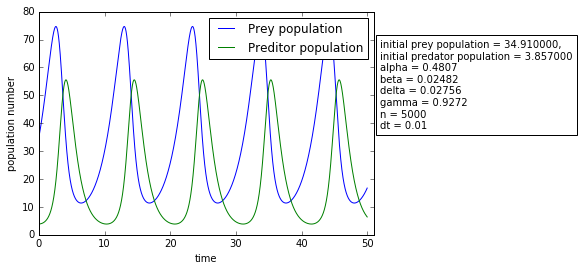 80
70
60
50
40
30
20
10
0
population number
0 10 20 30 40 50
time
Prey population
Preditor population
initial prey population = 34.910000,
initial predator population = 3.857000
alpha = 0.4807
beta = 0.02482
delta = 0.02756
gamma = 0.9272
n = 5000
dt = 0.01